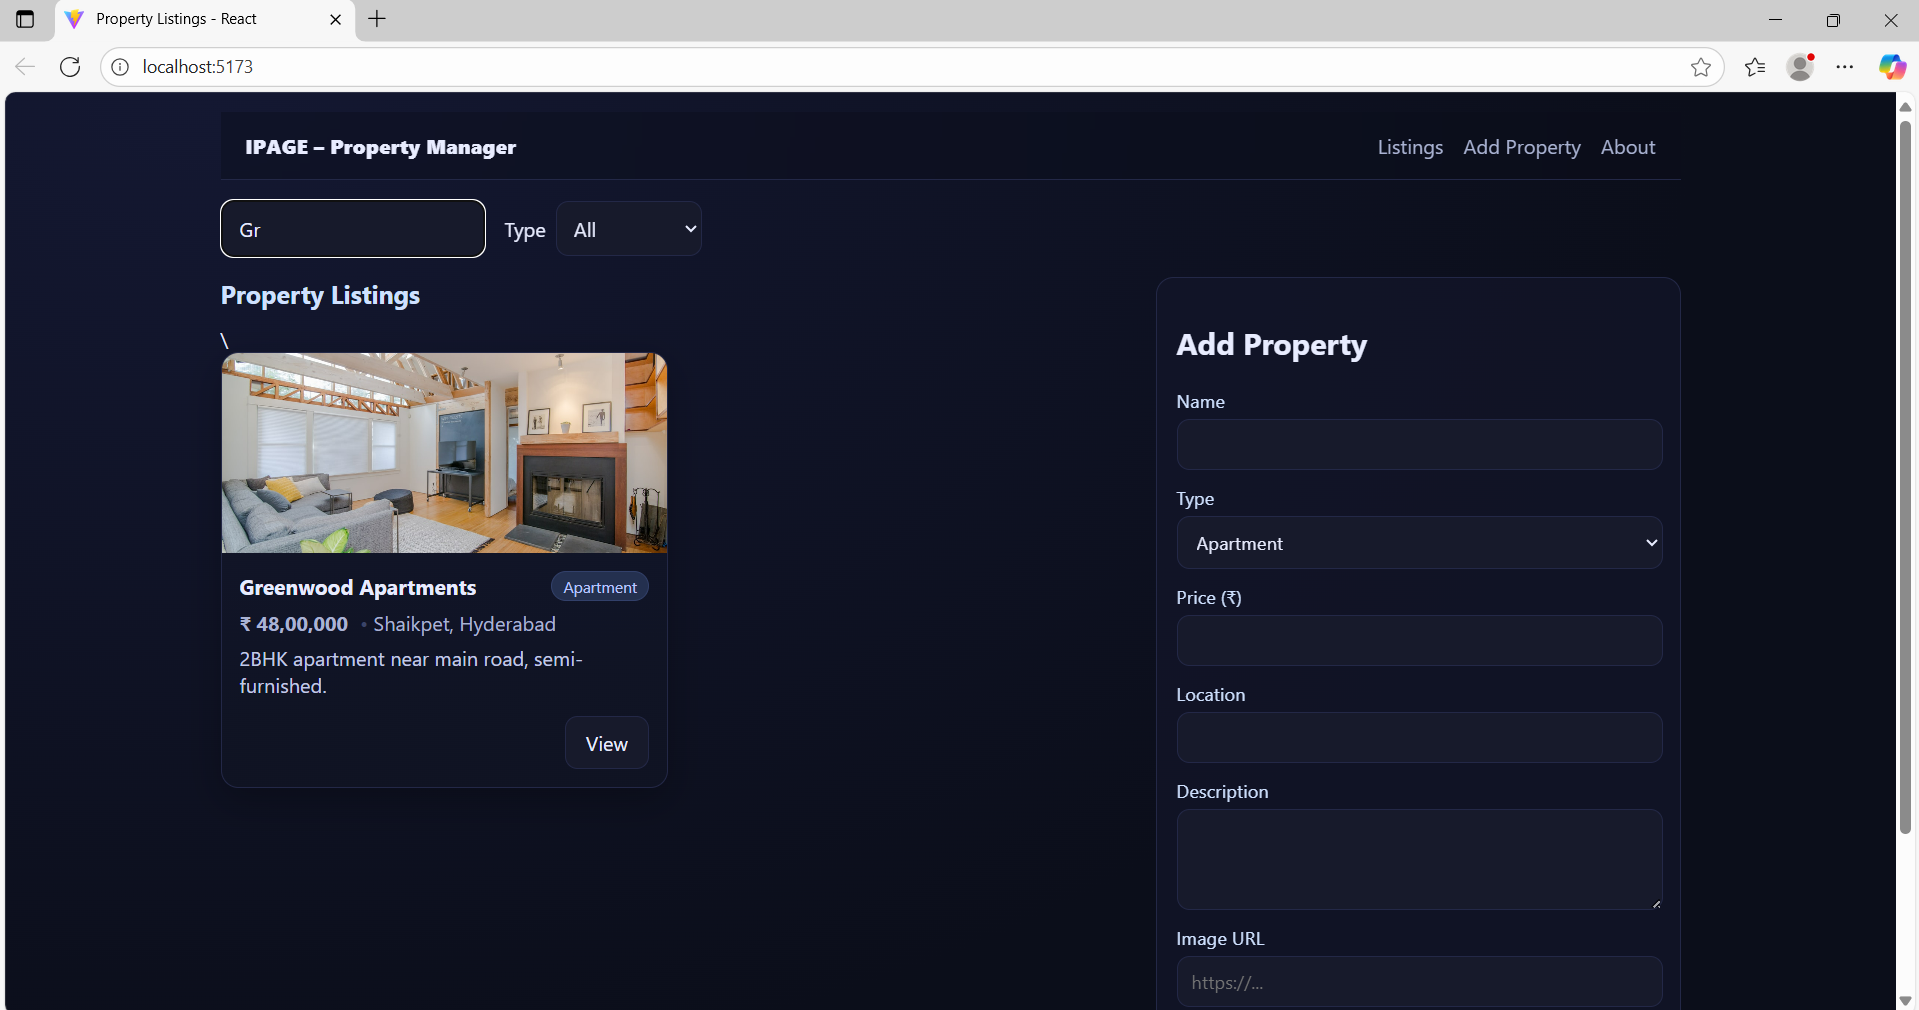 Property Listings - React
localhost:5173
IPAGE – Property Manager
Listings Add Property About
Gr
Type
All
Property Listings
\
Greenwood Apartments
Apartment
₹ 48,00,000 • Shaikpet, Hyderabad
2BHK apartment near main road, semi-
furnished.
View
Add Property
Name
Type
Apartment
Price (₹)
Location
Description
Image URL
https://...